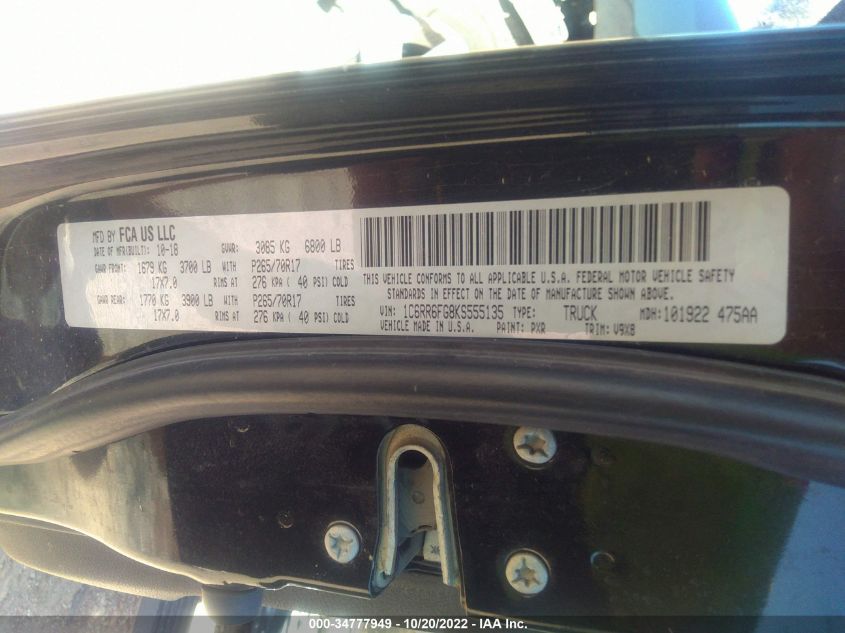 MFD BY FCA US LLC
DATE OF MFR(BUILT): 10-18 GVWR: 3085 KG 6800 LB
GAWR FRONT: 1679 KG 3700 LB WITH P265/70R17 TIRES
17X7.0 RIMS AT 276 KPA ( 40 PSI) COLD
GAWR REAR: 1770 KG 3900 LB WITH P265/70R17 TIRES
17X7.0 RIMS AT 276 KPA ( 40 PSI) COLD
THIS VEHICLE CONFORMS TO ALL APPLICABLE U.S.A. FEDERAL MOTOR VEHICLE SAFETY
STANDARDS IN EFFECT ON THE DATE OF MANUFACTURE SHOWN ABOVE.
VIN: 1C6RR6FG8KS555135 TYPE: TRUCK MDH: 101922 475AA
VEHICLE MADE IN U.S.A. PAINT: PXR TRIM: V9X8
000-34777949 - 10/20/2022 - IAA Inc.